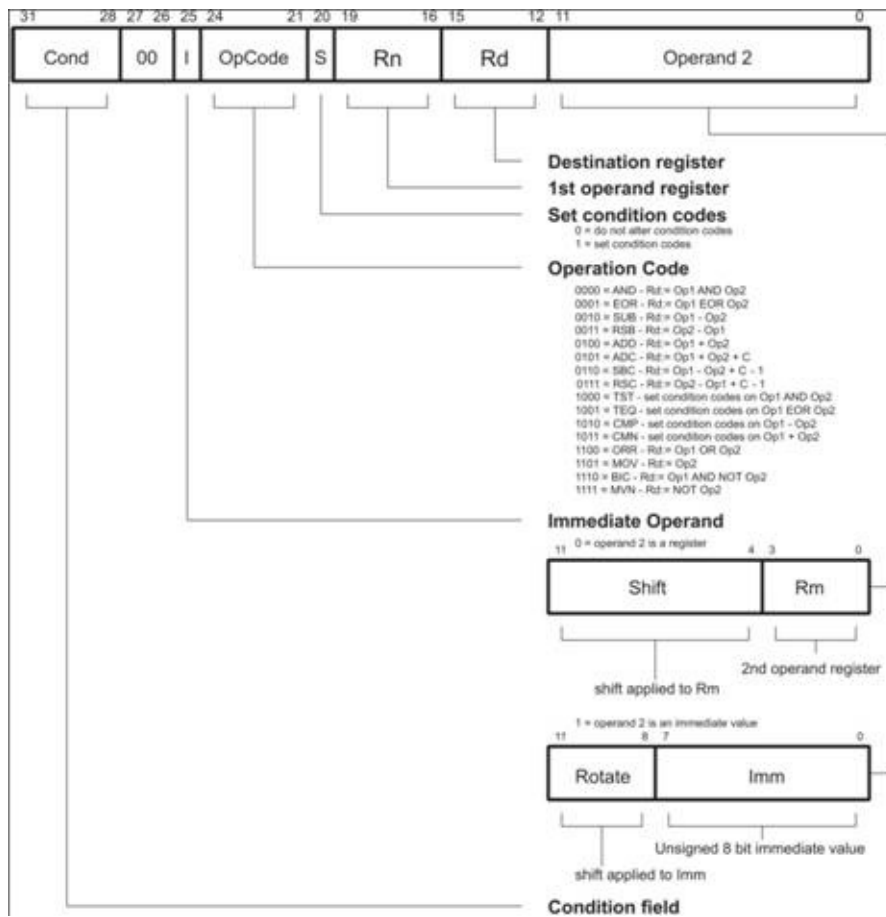 31 28 27 26 25 24 21 20 19 16 15 12 11 0
Cond 00 I OpCode S Rn Rd Operand 2
Destination register
1st operand register
Set condition codes
0 = do not alter condition codes
1 = set condition codes
Operation Code
0000 = AND - Rd:= Op1 AND Op2
0001 = EOR - Rd:= Op1 EOR Op2
0010 = SUB - Rd:= Op1 - Op2
0011 = RSB - Rd:= Op2 - Op1
0100 = ADD - Rd:= Op1 + Op2
0101 = ADC - Rd:= Op1 + Op2 + C
0110 = SBC - Rd:= Op1 - Op2 + C - 1
0111 = RSC - Rd:= Op2 - Op1 + C - 1
1000 = TST - set condition codes on Op1 AND Op2
1001 = TEQ - set condition codes on Op1 EOR Op2
1010 = CMP - set condition codes on Op1 - Op2
1011 = CMN - set condition codes on Op1 + Op2
1100 = ORR - Rd:= Op1 OR Op2
1101 = MOV - Rd:= Op2
1110 = BIC - Rd:= Op1 AND NOT Op2
1111 = MVN - Rd:= NOT Op2
Immediate Operand
0 = operand 2 is a register
11 4 3 0
Shift Rm
2nd operand register
shift applied to Rm
1 = operand 2 is an immediate value
11 8 7 0
Rotate Imm
Unsigned 8 bit immediate value
shift applied to Imm
Condition field